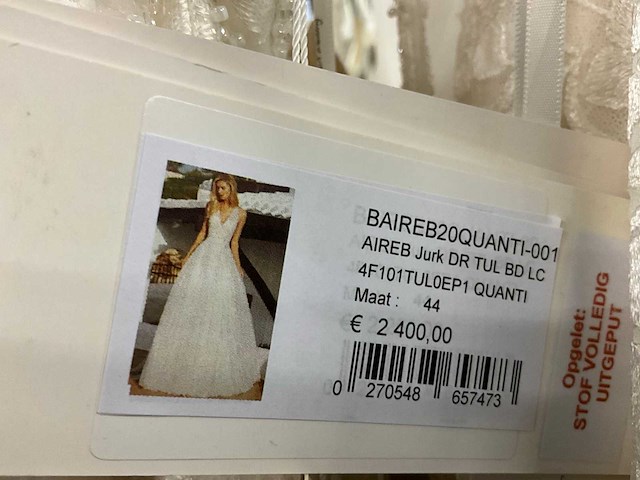 BAIREB20QUANTI-001
AIREB Jurk DR TUL BD LC
4F101TUL0EP1 QUANTI
Maat : 44
€ 2 400,00
0 270548 657473
Opgelet:
STOF VOLLEDIG
UITGEPUT